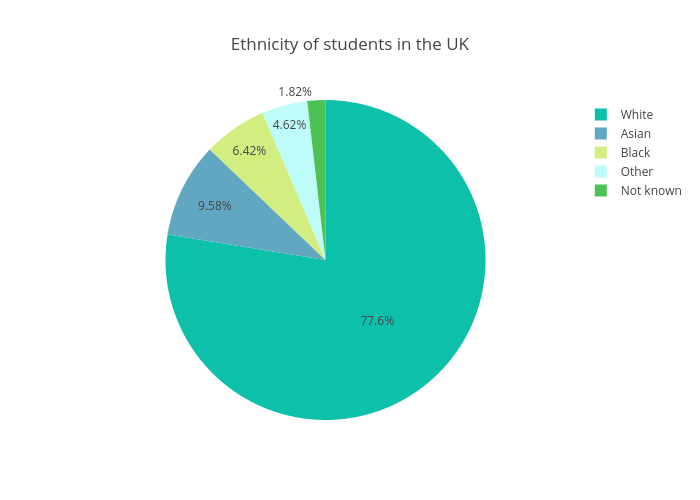 Ethnicity of students in the UK
1.82%
4.62%
6.42%
9.58%
77.6%
White
Asian
Black
Other
Not known